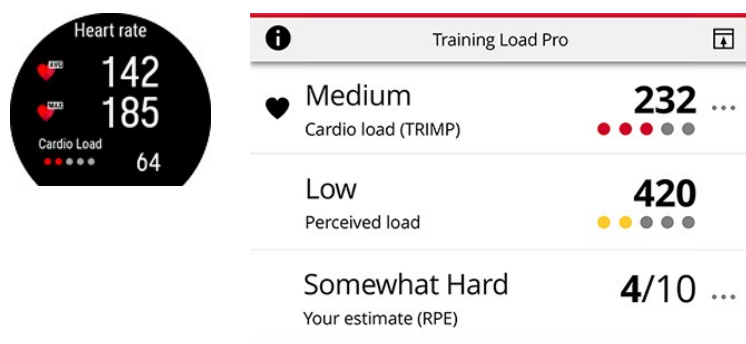 Heart rate
AVG 142
MAX 185
Cardio Load
64
Training Load Pro
Medium 232
Cardio load (TRIMP)
Low 420
Perceived load
Somewhat Hard 4/10
Your estimate (RPE)